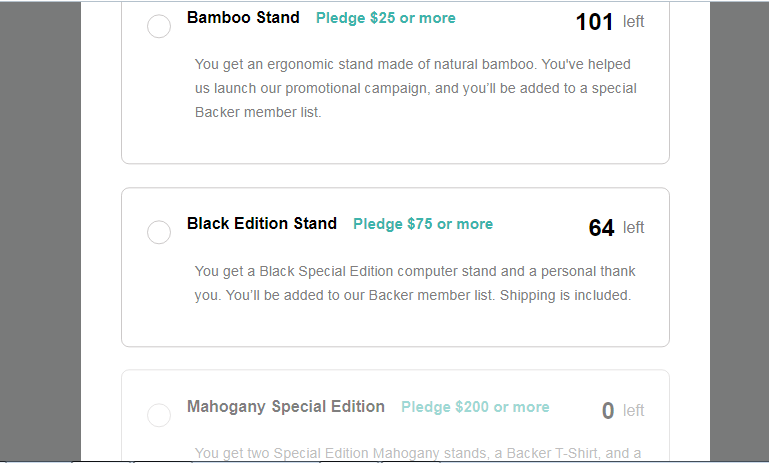 Bamboo Stand Pledge $25 or more 101 left
You get an ergonomic stand made of natural bamboo. You've helped
us launch our promotional campaign, and you’ll be added to a special
Backer member list.
Black Edition Stand Pledge $75 or more 64 left
You get a Black Special Edition computer stand and a personal thank
you. You’ll be added to our Backer member list. Shipping is included.
Mahogany Special Edition Pledge $200 or more 0 left
You get two Special Edition Mahogany stands, a Backer T-Shirt, and a